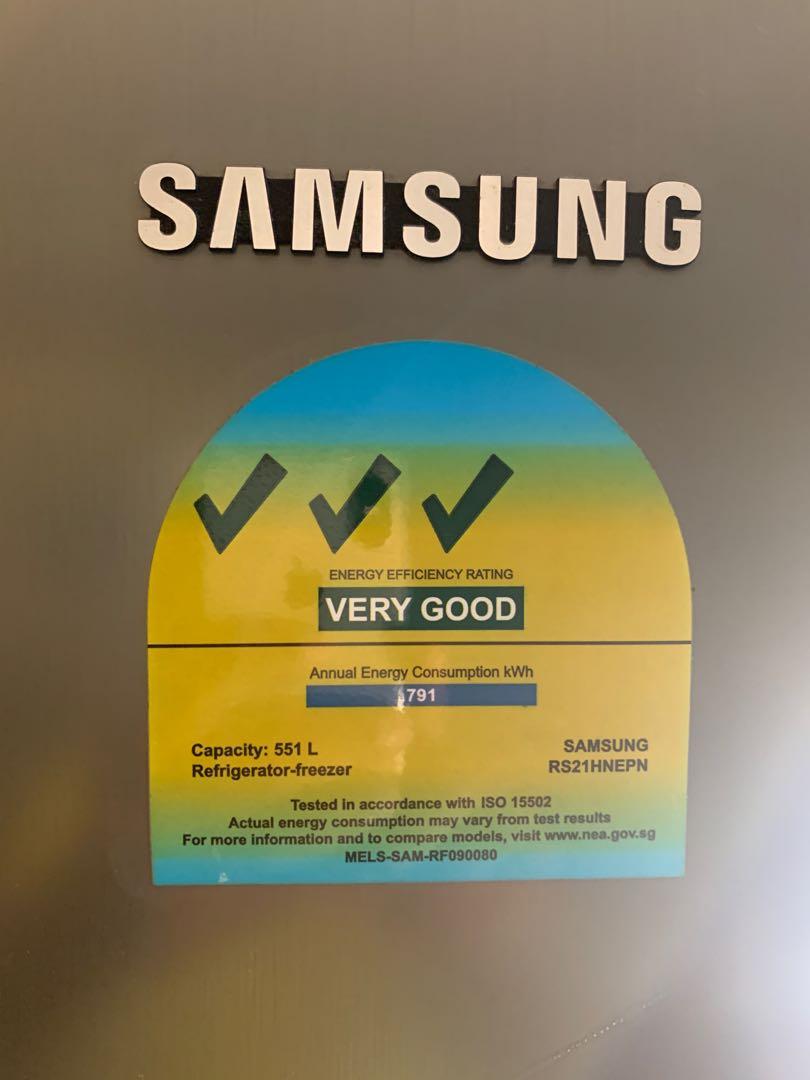 SAMSUNG
ENERGY EFFICIENCY RATING
VERY GOOD
Annual Energy Consumption kWh
791
Capacity: 551 L
Refrigerator-freezer
SAMSUNG
RS21HNEPN
Tested in accordance with ISO 15502
Actual energy consumption may vary from test results
For more information and to compare models, visit www.nea.gov.sg
MELS-SAM-RF090080